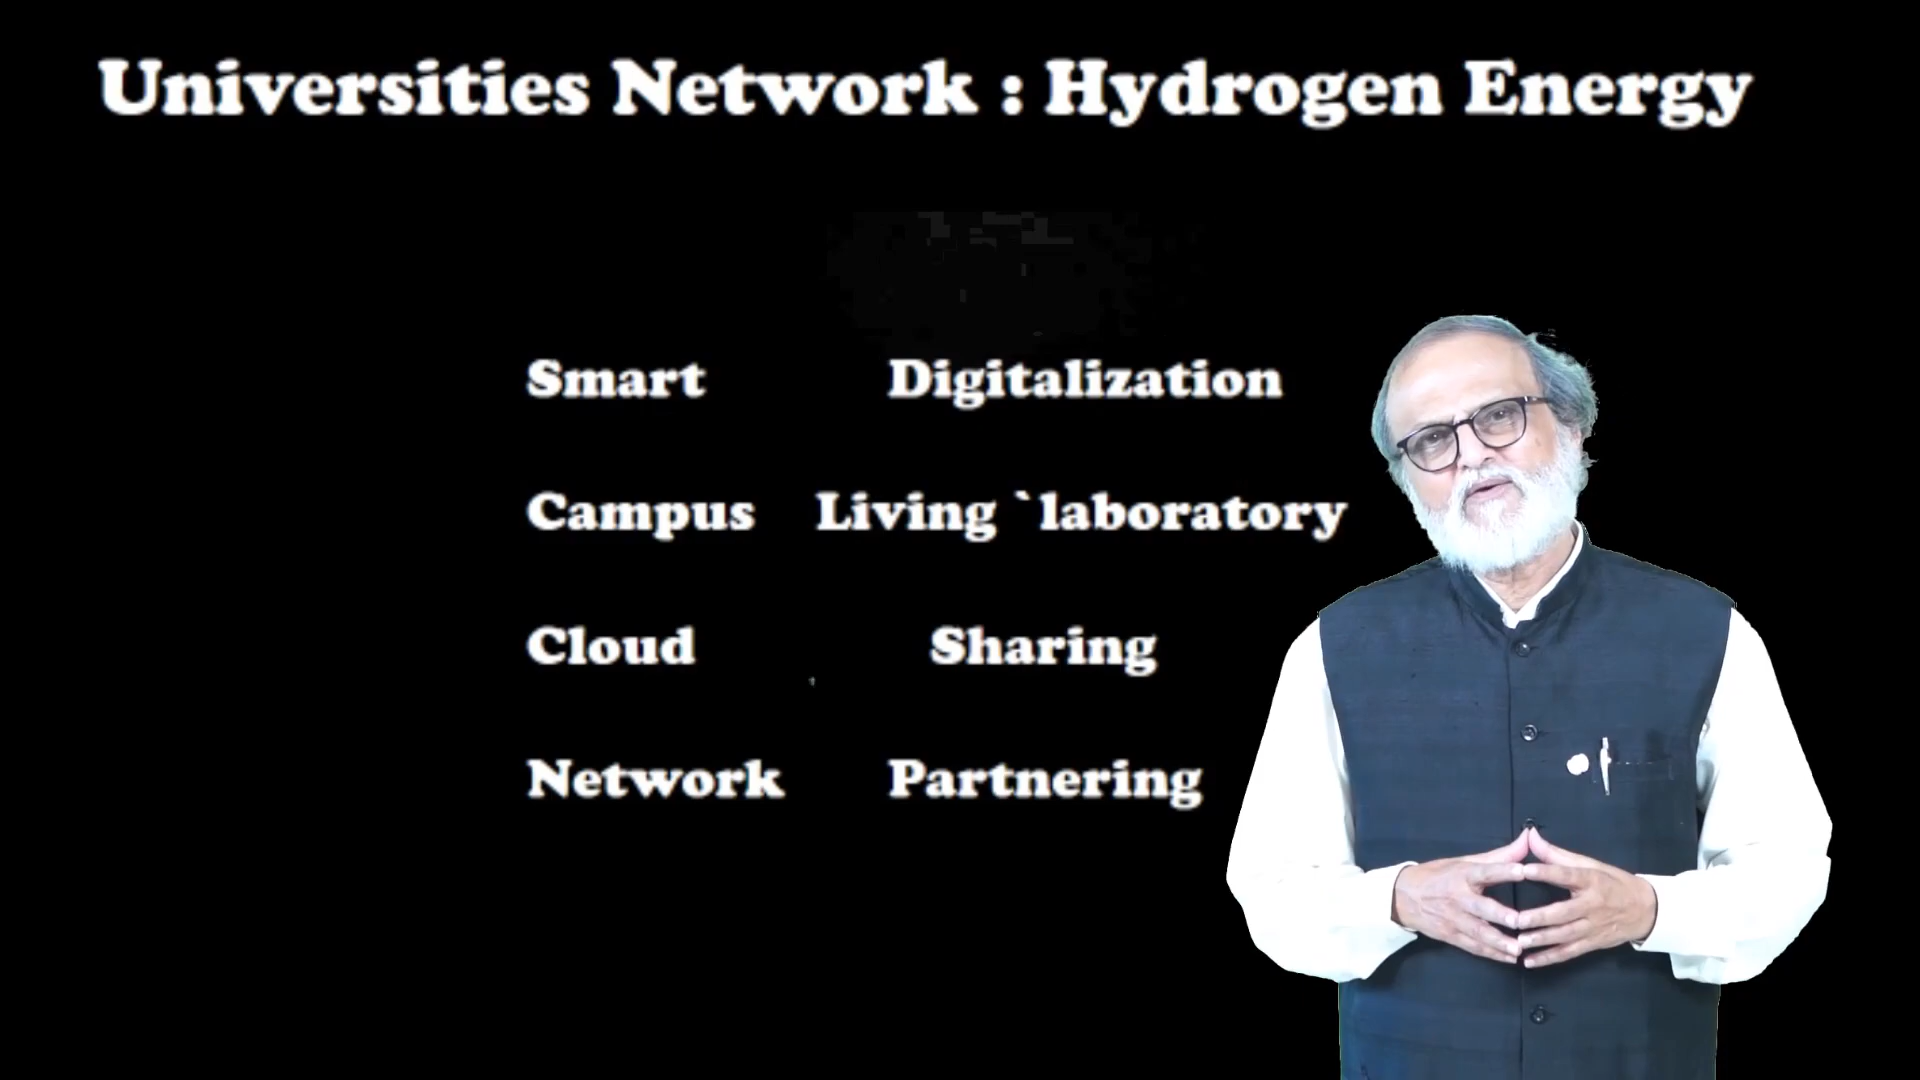 Universities Network : Hydrogen Energy
Smart Digitalization
Campus Living `laboratory
Cloud Sharing
Network Partnering